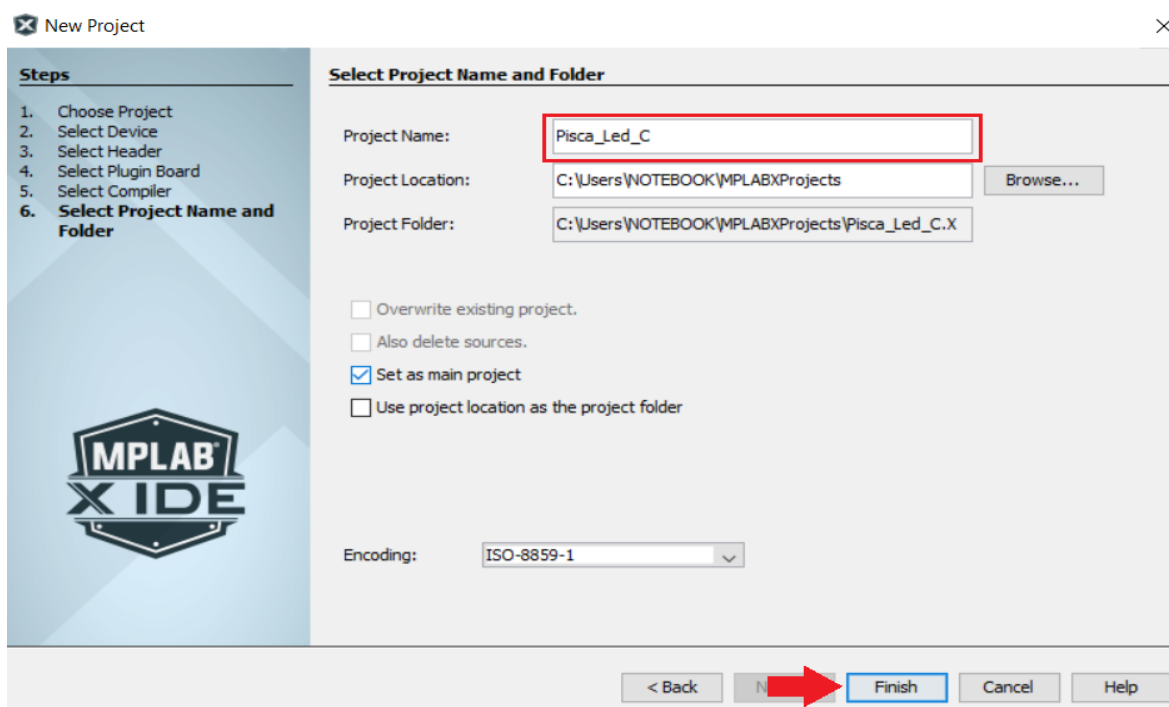 New Project
Steps
1. Choose Project
2. Select Device
3. Select Header
4. Select Plugin Board
5. Select Compiler
6. Select Project Name and
Folder
MPLAB®
X IDE
Select Project Name and Folder
Project Name: Pisca_Led_C
Project Location: C:\Users\NOTEBOOK\MPLABXProjects Browse...
Project Folder: C:\Users\NOTEBOOK\MPLABXProjects\Pisca_Led_C.X
Overwrite existing project.
Also delete sources.
Set as main project
Use project location as the project folder
Encoding: ISO-8859-1
< Back Finish Cancel Help